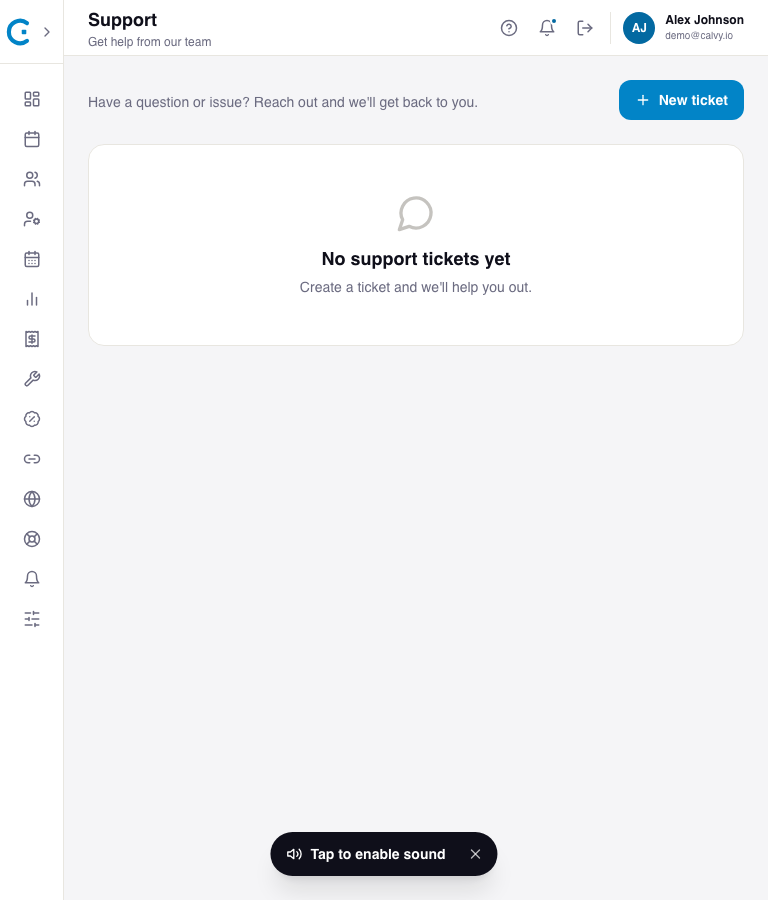 Support
Get help from our team
AJ
Alex Johnson
demo@calvy.io
Have a question or issue? Reach out and we'll get back to you.
New ticket
No support tickets yet
Create a ticket and we'll help you out.
Tap to enable sound